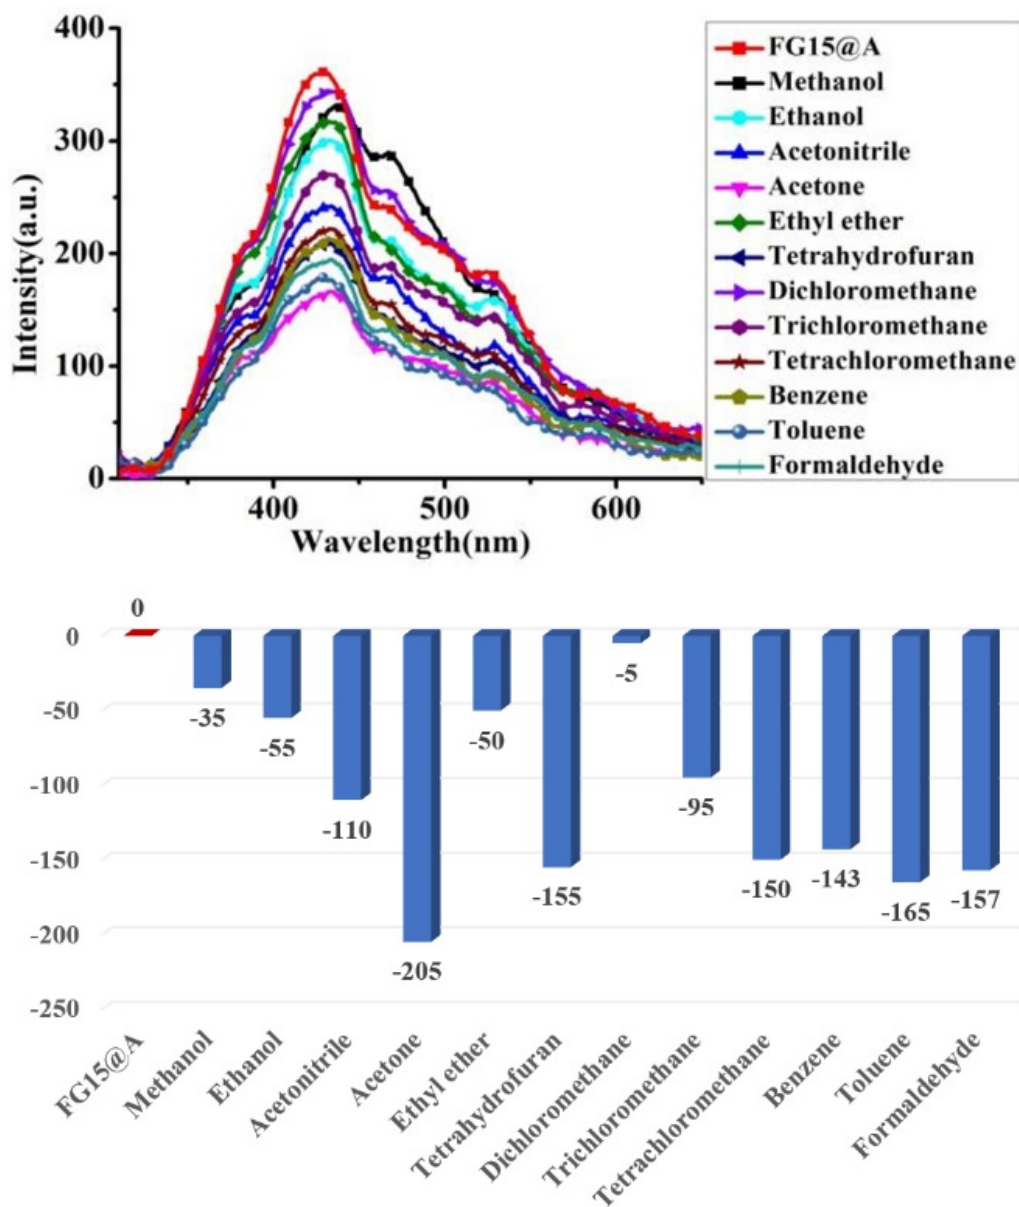 400
300
200
100
0
Intensity(a.u.)
400
500
600
Wavelength(nm)
FG15@A
Methanol
Ethanol
Acetonitrile
Acetone
Ethyl ether
Tetrahydrofuran
Dichloromethane
Trichloromethane
Tetrachloromethane
Benzene
Toluene
Formaldehyde
0
0
-50
-100
-150
-200
-250
-35
-55
-110
-205
-50
-155
-5
-95
-150
-143
-165
-157
FG15@A
Methanol
Ethanol
Acetonitrile
Acetone
Ethyl ether
Tetrahydrofuran
Dichloromethane
Trichloromethane
Tetrachloromethane
Benzene
Toluene
Formaldehyde